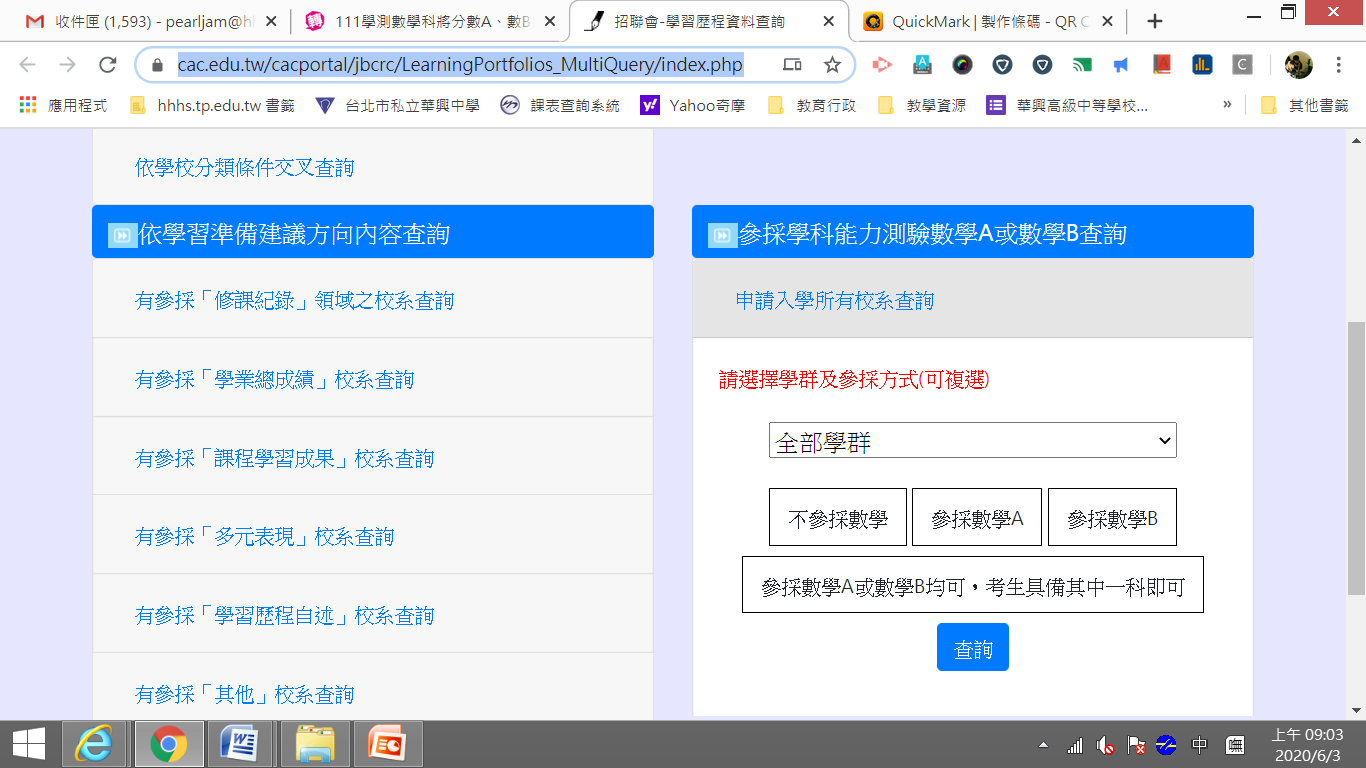 收件匣 (1,593) - pearljam@hl
111學測數學科將分數A、數B
招聯會-學習歷程資料查詢
QuickMark | 製作條碼 - QR C
cac.edu.tw/cacportal/jbcrc/LearningPortfolios_MultiQuery/index.php
應用程式
hhhs.tp.edu.tw 書籤
台北市私立華興中學
課表查詢系統
Yahoo奇摩
教育行政
教學資源
華興高級中等學校...
»
其他書籤
依學校分類條件交叉查詢
依學習準備建議方向內容查詢
有參採「修課紀錄」領域之校系查詢
有參採「學業總成績」校系查詢
有參採「課程學習成果」校系查詢
有參採「多元表現」校系查詢
有參採「學習歷程自述」校系查詢
有參採「其他」校系查詢
參採學科能力測驗數學A或數學B查詢
申請入學所有校系查詢
請選擇學群及參採方式(可複選)
全部學群
不參採數學
參採數學A
參採數學B
參採數學A或數學B均可，考生具備其中一科即可
查詢
中
上午 09:03
2020/6/3